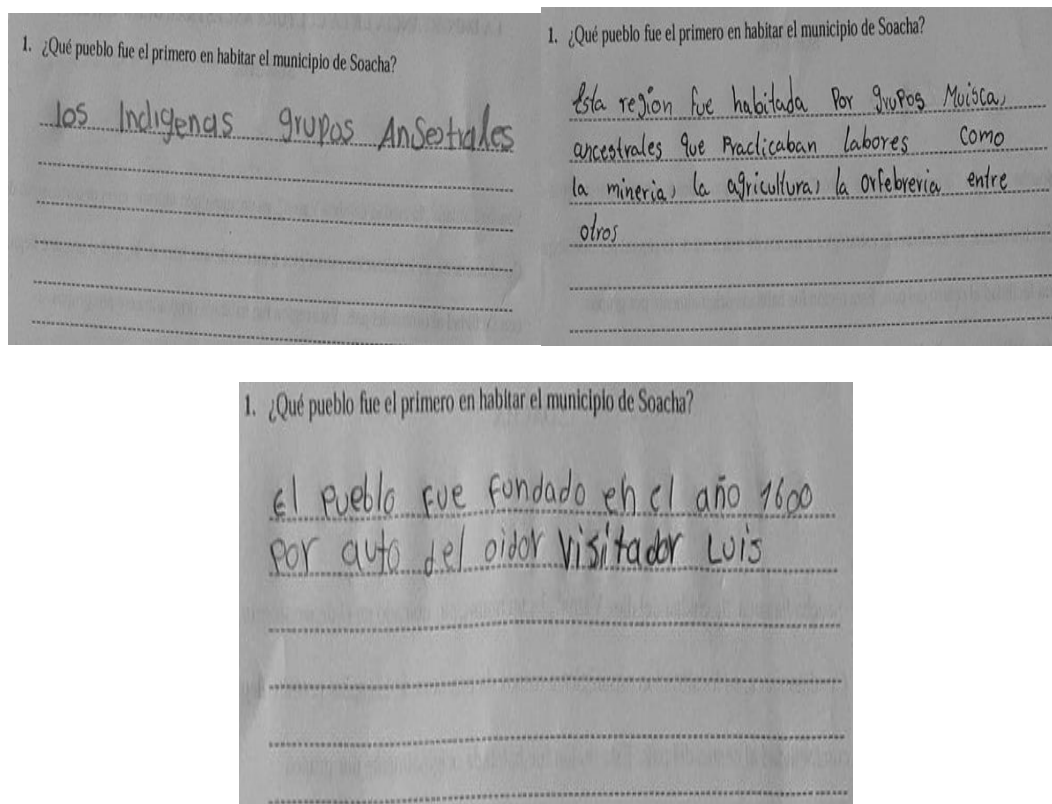 1. ¿Qué pueblo fue el primero en habitar el municipio de Soacha?
los Indigenas grupos Ansestrales
1. ¿Qué pueblo fue el primero en habitar el municipio de Soacha?
Esta region fue habitada Por grupos Muisca,
ancestrales que Practicaban labores como
la mineria, la agricultura, la orfebreria entre
otros
1. ¿Qué pueblo fue el primero en habitar el municipio de Soacha?
El Pueblo Fue fondado en el año 1600
por auto del oidor visitador Luis